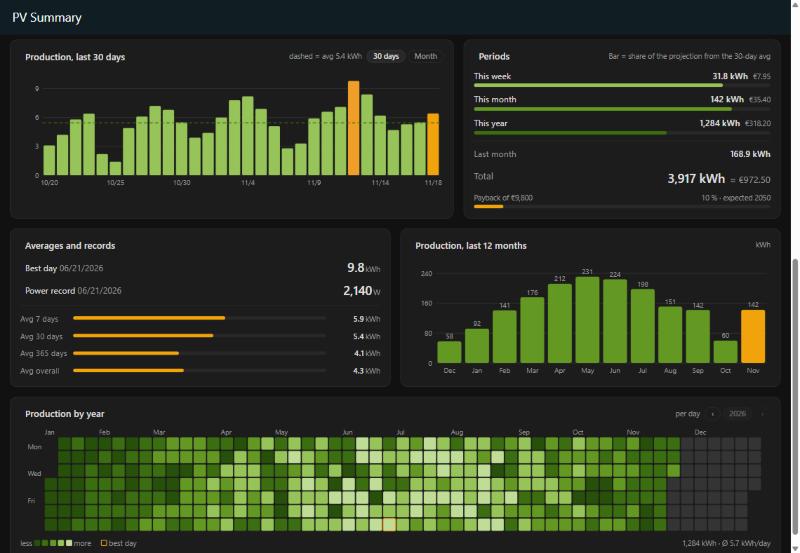 PV Summary
Production, last 30 days
dashed = avg 5.4 kWh 30 days Month
9
6
3
0
10/20 10/25 10/30 11/4 11/9 11/14 11/18
Periods
Bar = share of the projection from the 30-day avg
This week 31.8 kWh €7.95
This month 142 kWh €35.40
This year 1,284 kWh €318.20
Last month 168.9 kWh
Total 3,917 kWh = €972.50
Payback of €9,800 10 % · expected 2050
Averages and records
Best day 06/21/2026 9.8 kWh
Power record 06/21/2026 2,140 W
Avg 7 days 5.9 kWh
Avg 30 days 5.4 kWh
Avg 365 days 4.1 kWh
Avg overall 4.3 kWh
Production, last 12 months kWh
240
160
80
0
58 92 141 176 212 231 224 198 151 142 60 142
Dec Jan Feb Mar Apr May Jun Jul Aug Sep Oct Nov
Production by year
per day ‹ 2026 ›
Jan Feb Mar Apr May Jun Jul Aug Sep Oct Nov Dec
Mon
Wed
Fri
less more best day
1,284 kWh · Ø 5.7 kWh/day